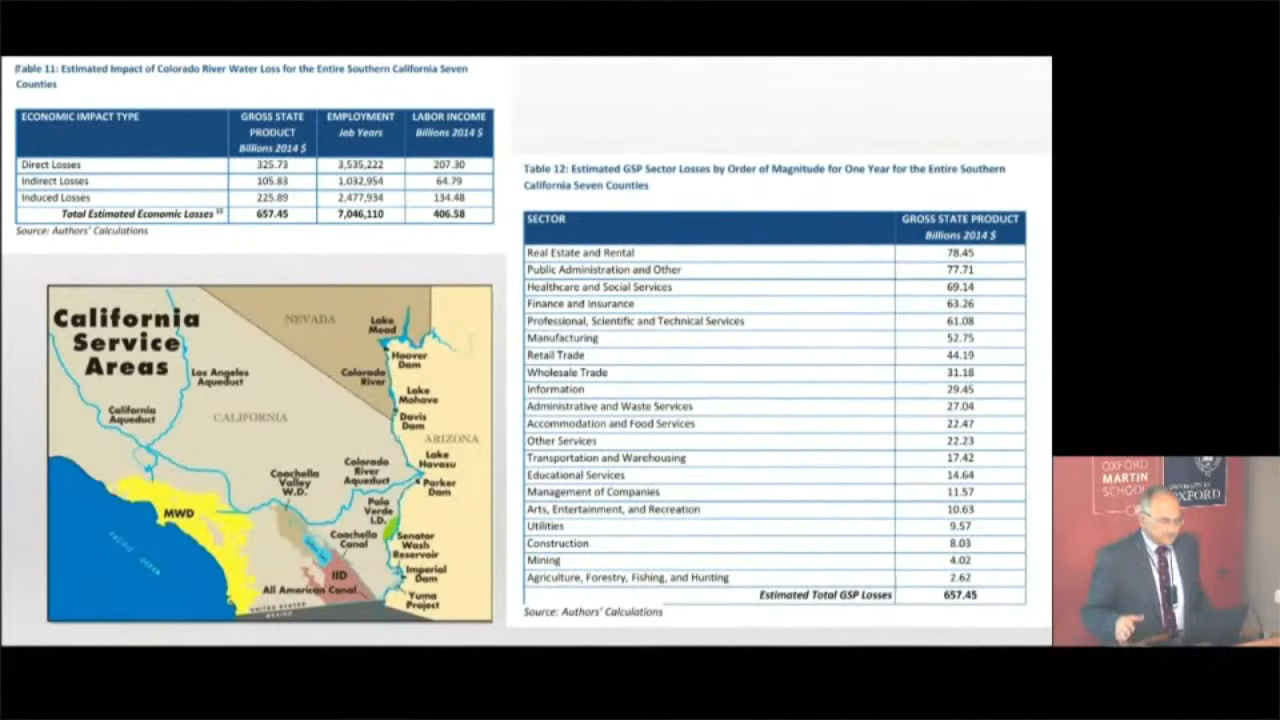 Table 11: Estimated Impact of Colorado River Water Loss for the Entire Southern California Seven
Counties
ECONOMIC IMPACT TYPE GROSS STATE PRODUCT Billions 2014 $ EMPLOYMENT Job Years LABOR INCOME Billions 2014 $
Direct Losses 325.73 3,535,222 207.30
Indirect Losses 105.83 1,032,954 64.79
Induced Losses 225.89 2,477,934 134.48
Total Estimated Economic Losses 657.45 7,046,110 406.58
Source: Authors' Calculations
California
Service
Areas
NEVADA
Lake
Mead
Hoover
Dam
Los Angeles
Aqueduct
Colorado
River
Lake
Mohave
California
Aqueduct
CALIFORNIA
Davis
Dam
ARIZONA
Lake
Havasu
Colorado
River
Aqueduct
Coachella
Valley
W.D.
Parker
Dam
Palo
Verde
I.D.
MWD
Coachella
Canal
Senator
Wash
Reservoir
PACIFIC OCEAN
IID
Imperial
Dam
All American Canal
Yuma
Project
UNITED STATES
MEXICO
Table 12: Estimated GSP Sector Losses by Order of Magnitude for One Year for the Entire Southern
California Seven Counties
SECTOR GROSS STATE PRODUCT
Billions 2014 $
Real Estate and Rental 78.45
Public Administration and Other 77.71
Healthcare and Social Services 69.14
Finance and Insurance 63.26
Professional, Scientific and Technical Services 61.08
Manufacturing 52.75
Retail Trade 44.19
Wholesale Trade 31.18
Information 29.45
Administrative and Waste Services 27.04
Accommodation and Food Services 22.47
Other Services 22.23
Transportation and Warehousing 17.42
Educational Services 14.64
Management of Companies 11.57
Arts, Entertainment, and Recreation 10.63
Utilities 9.57
Construction 8.03
Mining 4.02
Agriculture, Forestry, Fishing, and Hunting 2.62
Estimated Total GSP Losses 657.45
Source: Authors' Calculations
OXFORD
MARTIN
SCHOOL
UNIVERSITY OF
OXFORD